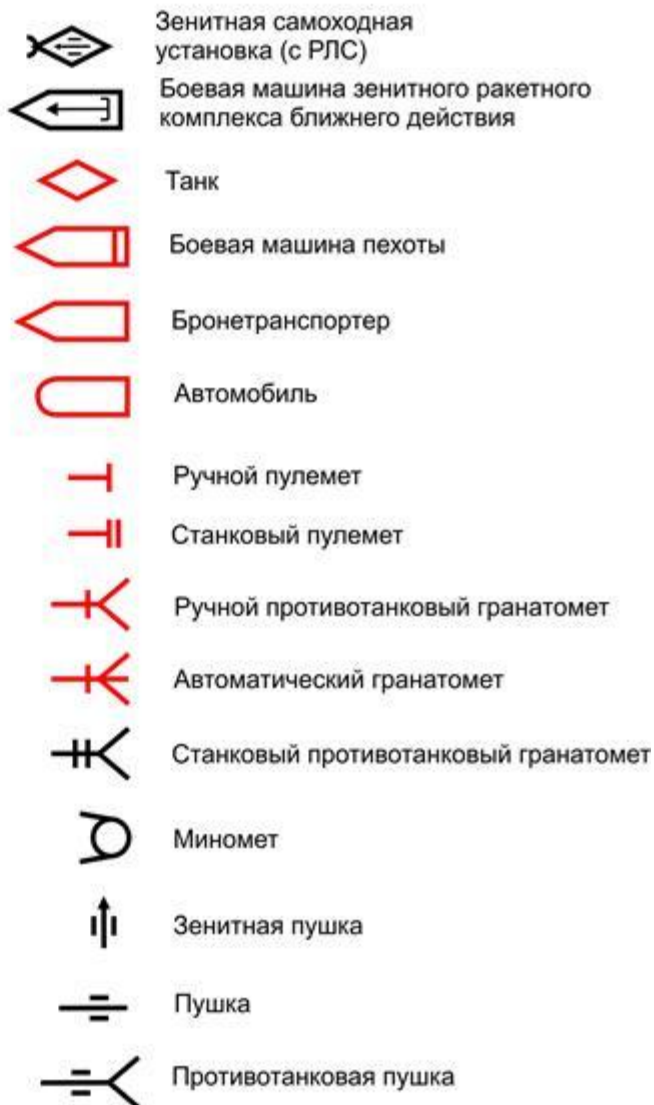 Зенитная самоходная
установка (с РЛС)
Боевая машина зенитного ракетного
комплекса ближнего действия
Танк
Боевая машина пехоты
Бронетранспортер
Автомобиль
Ручной пулемет
Станковый пулемет
Ручной противотанковый гранатомет
Автоматический гранатомет
Станковый противотанковый гранатомет
Миномет
Зенитная пушка
Пушка
Противотанковая пушка